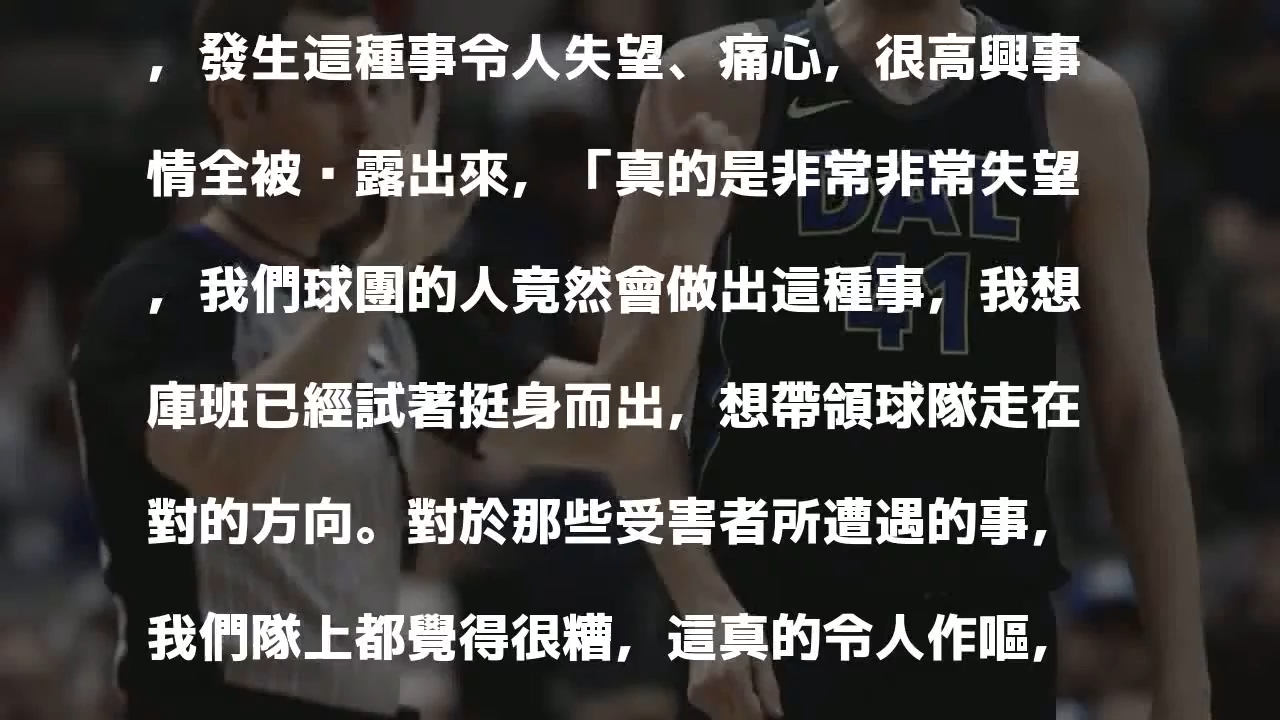 ，發生這種事令人失望、痛心，很高興事
情全被·露出來，「真的是非常非常失望
，我們球團的人竟然會做出這種事，我想
庫班已經試著挺身而出，想帶領球隊走在
對的方向。對於那些受害者所遭遇的事，
我們隊上都覺得很糟，這真的令人作嘔，
DAL
41